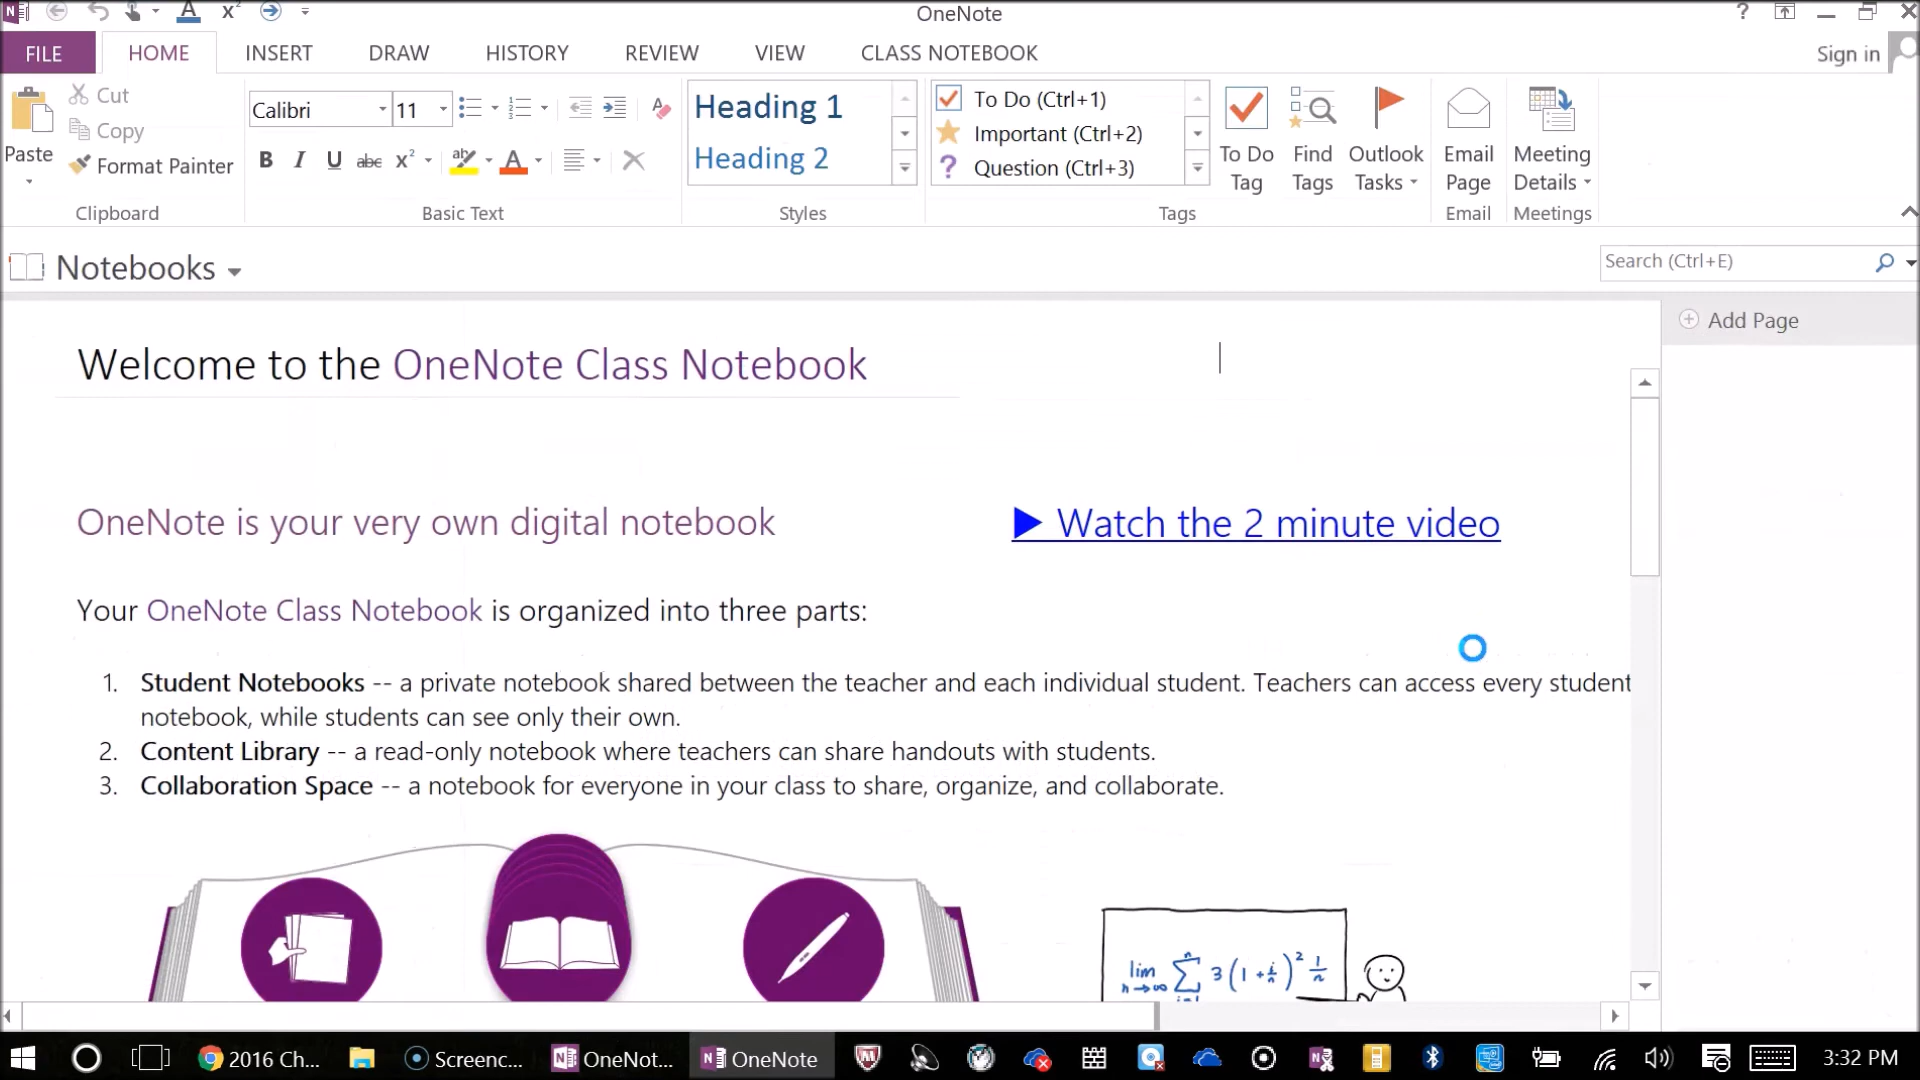 OneNote
FILE HOME INSERT DRAW HISTORY REVIEW VIEW CLASS NOTEBOOK Sign in
Cut
Copy
Format Painter
Paste
Clipboard
Calibri 11
B I U abc x²
Basic Text
Heading 1
Heading 2
Styles
To Do (Ctrl+1)
Important (Ctrl+2)
Question (Ctrl+3)
To Do Tag
Find Tags
Outlook Tasks
Tags
Email Page
Email
Meeting Details
Meetings
Notebooks
Search (Ctrl+E)
Add Page
Welcome to the OneNote Class Notebook
OneNote is your very own digital notebook
Watch the 2 minute video
Your OneNote Class Notebook is organized into three parts:
1. Student Notebooks -- a private notebook shared between the teacher and each individual student. Teachers can access every student
notebook, while students can see only their own.
2. Content Library -- a read-only notebook where teachers can share handouts with students.
3. Collaboration Space -- a notebook for everyone in your class to share, organize, and collaborate.
lim n→∞ ∑ n 3(1+i/n)² 1/n
2016 Ch... Screenc... OneNot... OneNote 3:32 PM